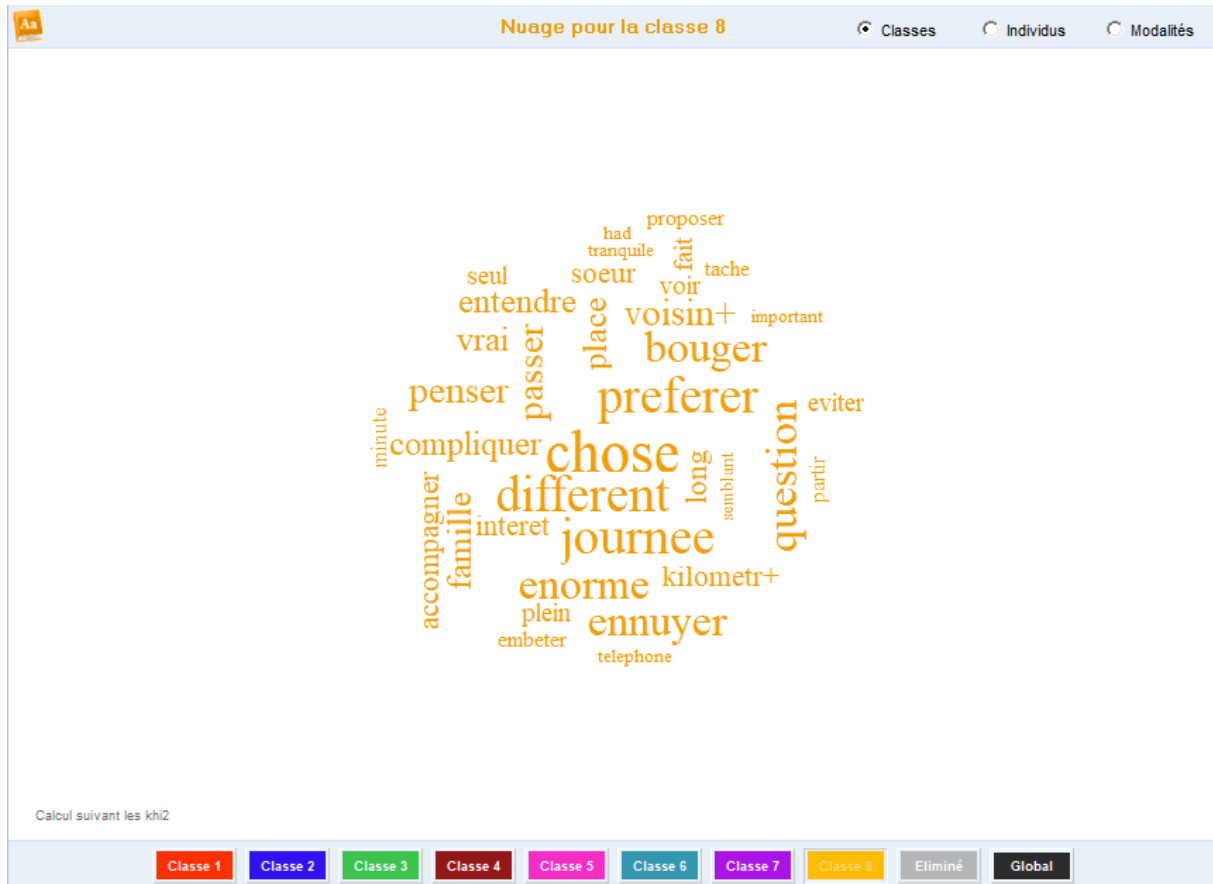 Aa
Nuage pour la classe 8
Classes
Individus
Modalités
proposer
had
fait
tranquile
seul
soeur
tache
voir
entendre
place
voisin+
important
vrai
passer
bouger
penser
preferer
eviter
minute
compliquer
chose
long
semblant
question
partir
different
accompagner
famille
interet
journee
enorme
kilometr+
plein
ennuyer
embeter
telephone
Calcul suivant les khi2
Classe 1
Classe 2
Classe 3
Classe 4
Classe 5
Classe 6
Classe 7
Classe 8
Eliminé
Global